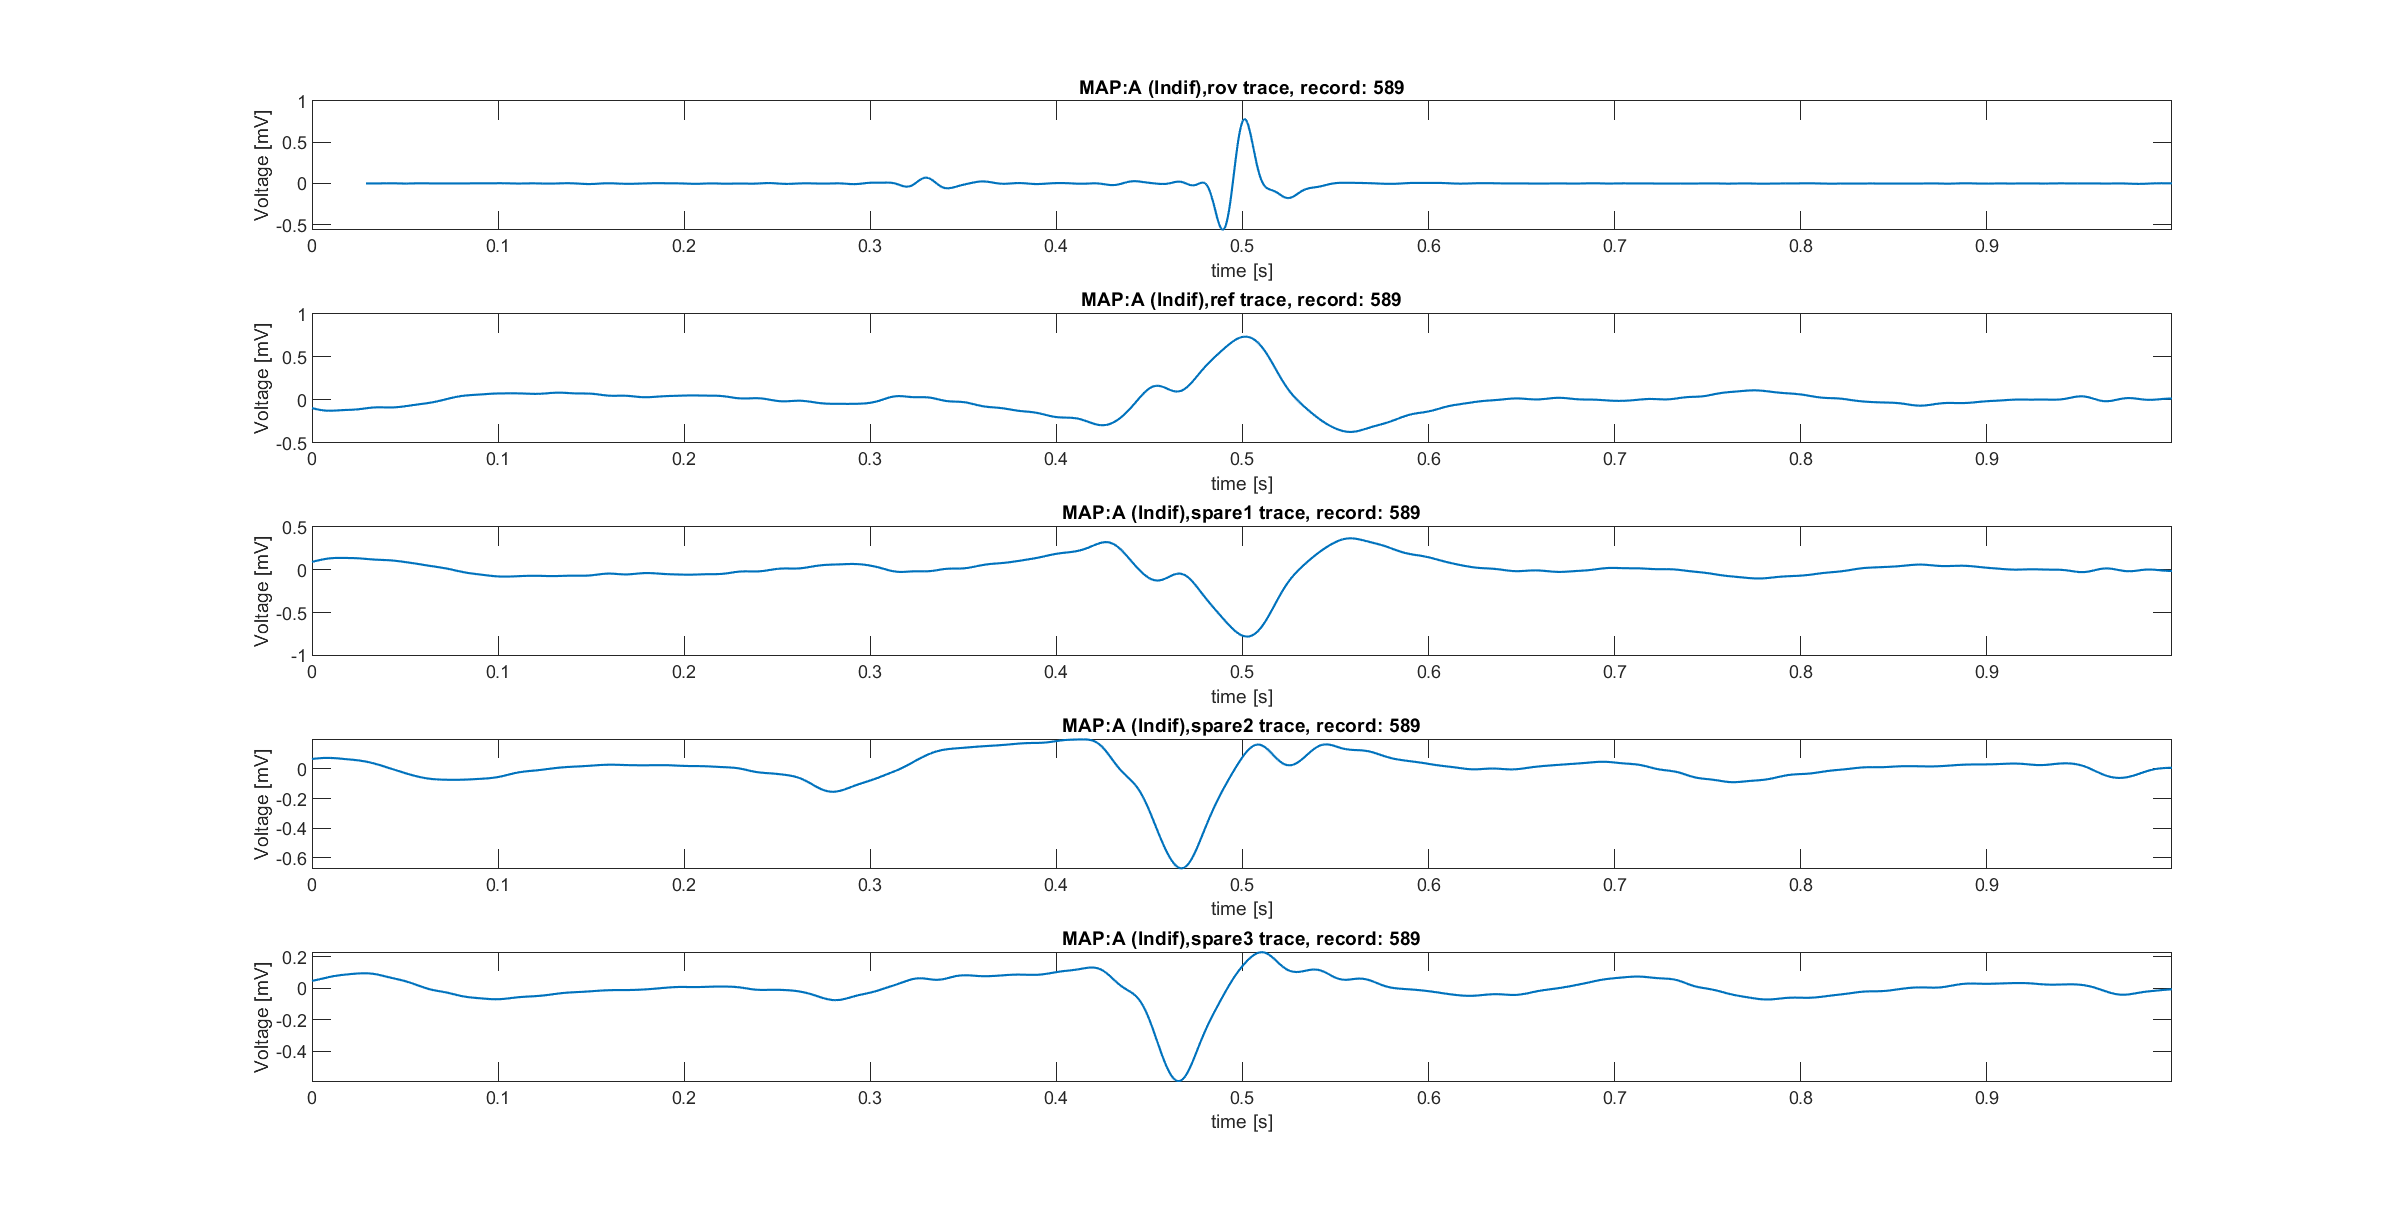 MAP:A (Indif),rov trace, record: 589
Voltage [mV]
1
0.5
0
-0.5
0 0.1 0.2 0.3 0.4 0.5 0.6 0.7 0.8 0.9
time [s]
MAP:A (Indif),ref trace, record: 589
Voltage [mV]
1
0.5
0
-0.5
0 0.1 0.2 0.3 0.4 0.5 0.6 0.7 0.8 0.9
time [s]
MAP:A (Indif),spare1 trace, record: 589
Voltage [mV]
0.5
0
-0.5
-1
0 0.1 0.2 0.3 0.4 0.5 0.6 0.7 0.8 0.9
time [s]
MAP:A (Indif),spare2 trace, record: 589
Voltage [mV]
0
-0.2
-0.4
-0.6
0 0.1 0.2 0.3 0.4 0.5 0.6 0.7 0.8 0.9
time [s]
MAP:A (Indif),spare3 trace, record: 589
Voltage [mV]
0.2
0
-0.2
-0.4
0 0.1 0.2 0.3 0.4 0.5 0.6 0.7 0.8 0.9
time [s]